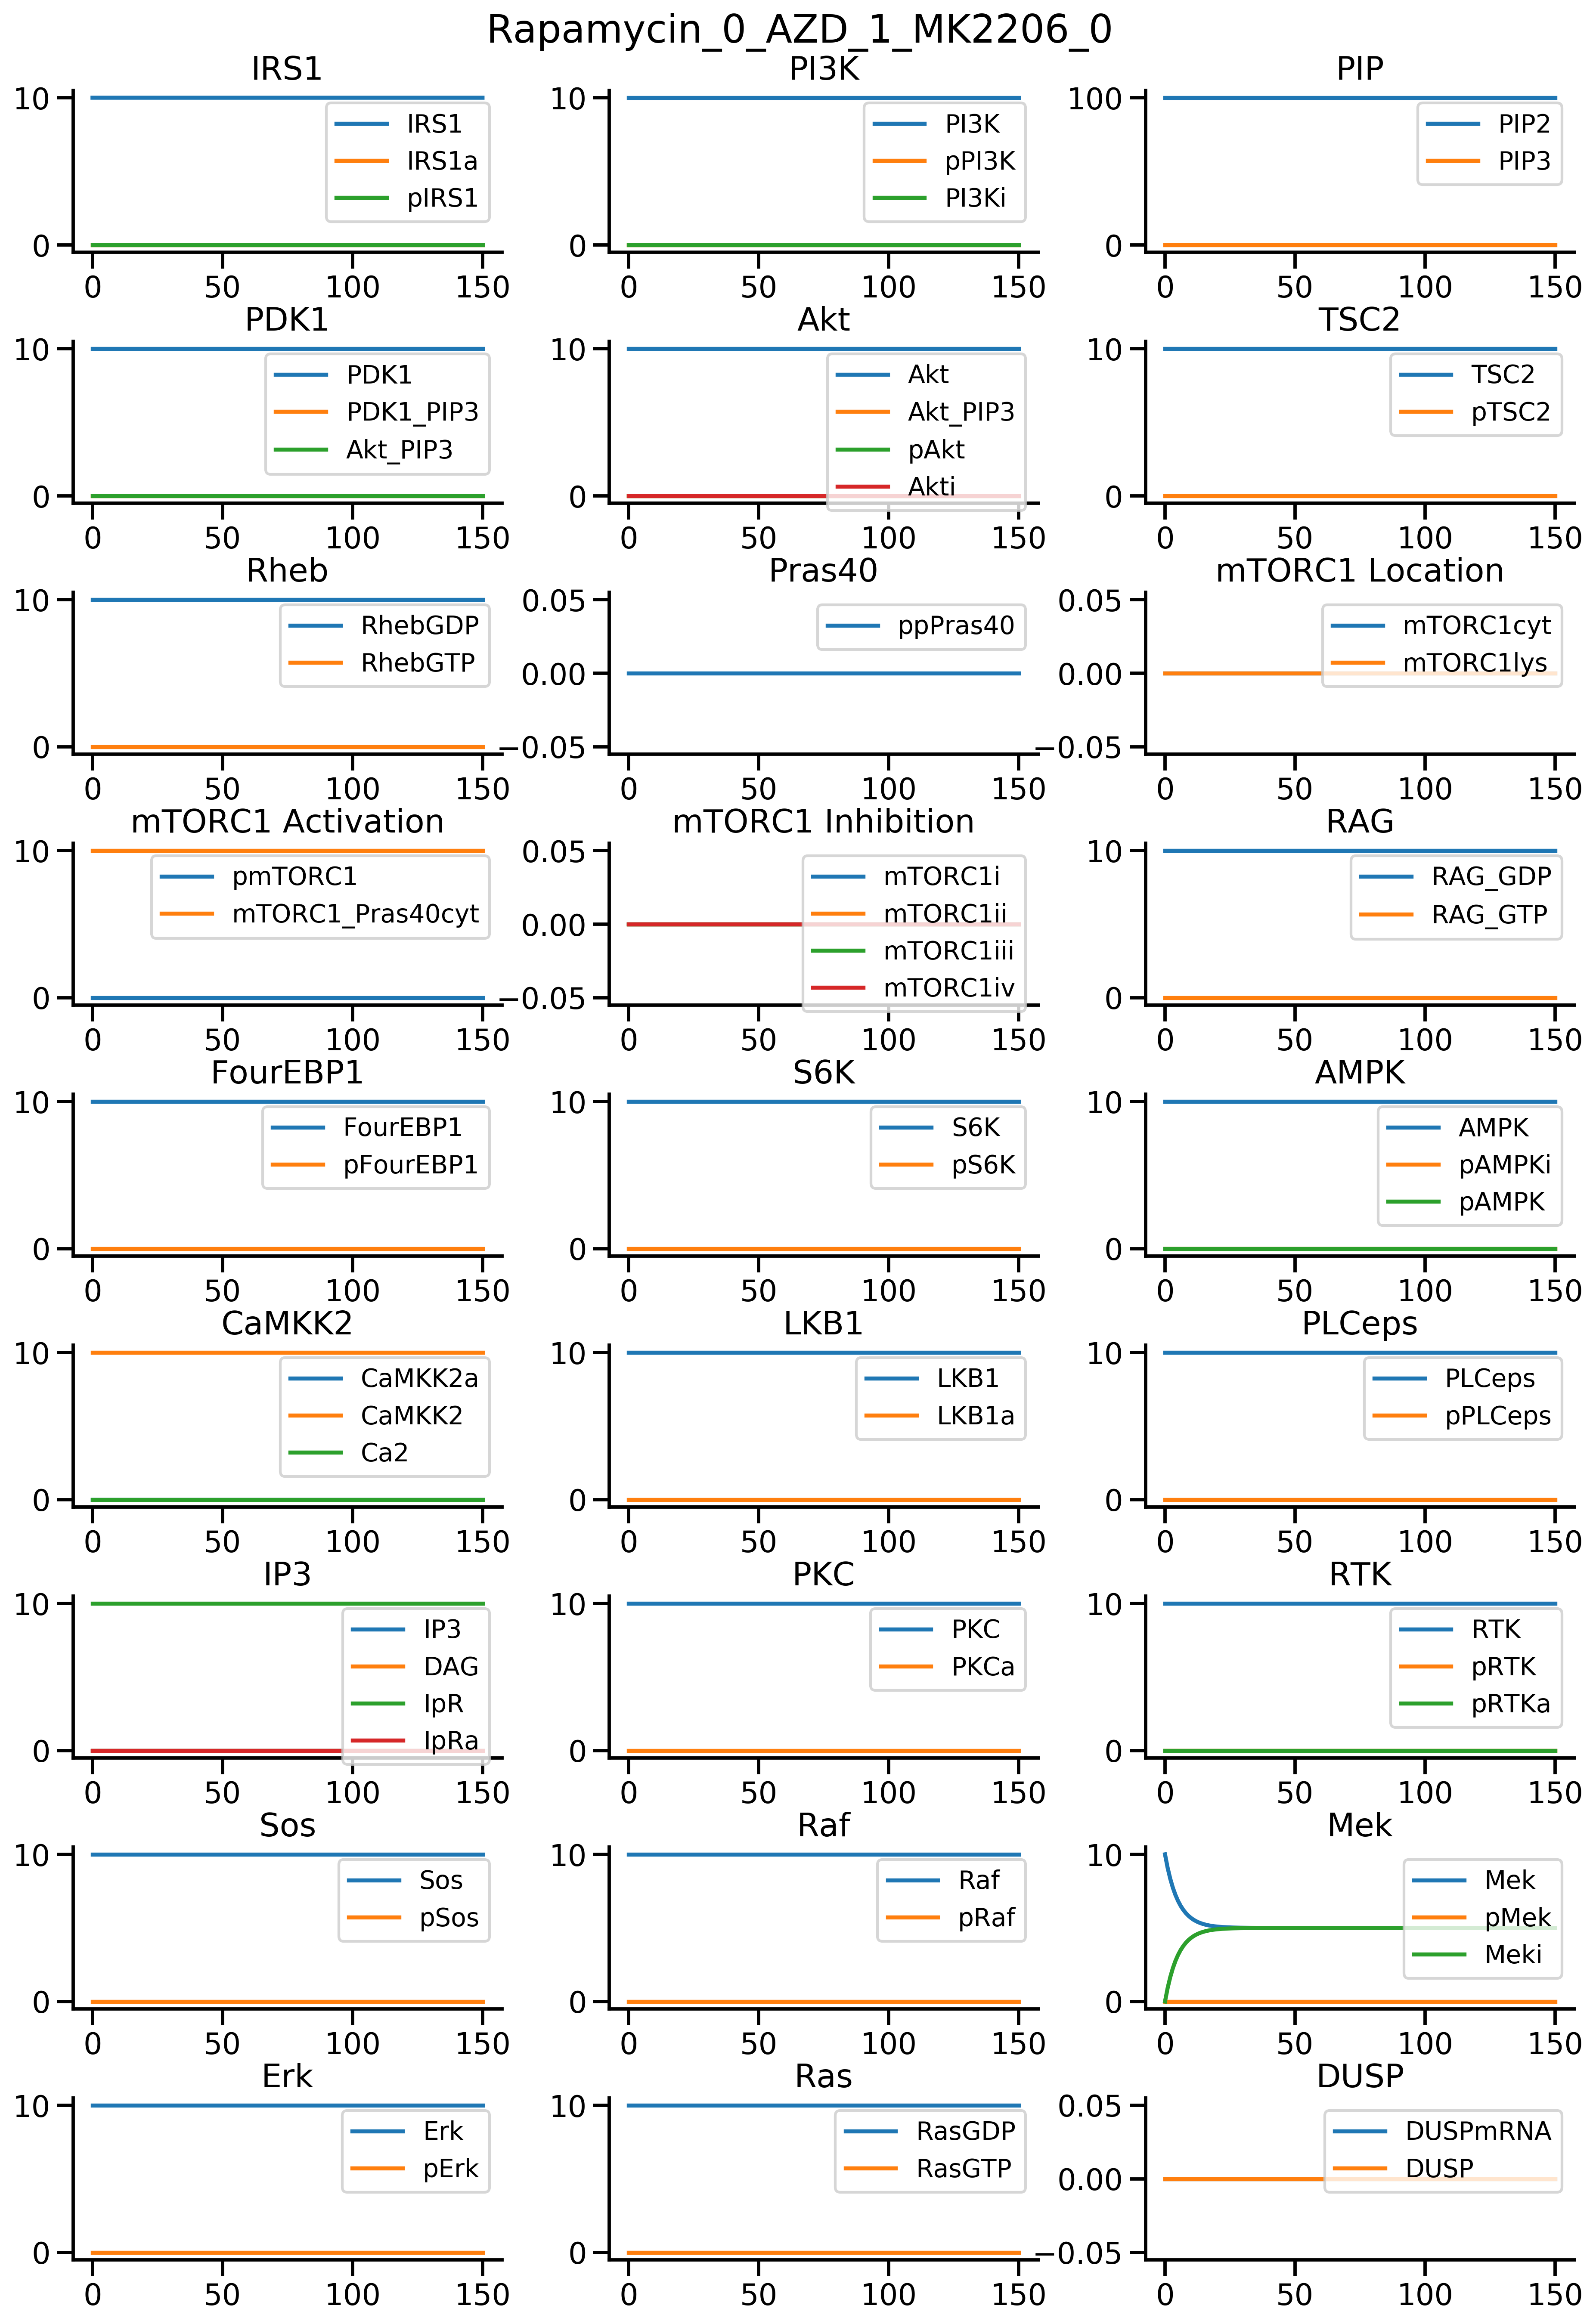 Rapamycin_0_AZD_1_MK2206_0
IRS1
10
0
0 50 100 150
IRS1
IRS1a
pIRS1
PI3K
10
0
0 50 100 150
PI3K
pPI3K
PI3Ki
PIP
100
0
0 50 100 150
PIP2
PIP3
PDK1
10
0
0 50 100 150
PDK1
PDK1_PIP3
Akt_PIP3
Akt
10
0
0 50 100 150
Akt
Akt_PIP3
pAkt
Akti
TSC2
10
0
0 50 100 150
TSC2
pTSC2
Rheb
10
0
0 50 100 150
RhebGDP
RhebGTP
Pras40
0.05
0.00
−0.05
0 50 100 150
ppPras40
mTORC1 Location
0.05
0.00
−0.05
0 50 100 150
mTORC1cyt
mTORC1lys
mTORC1 Activation
10
0
0 50 100 150
pmTORC1
mTORC1_Pras40cyt
mTORC1 Inhibition
0.05
0.00
−0.05
0 50 100 150
mTORC1i
mTORC1ii
mTORC1iii
mTORC1iv
RAG
10
0
0 50 100 150
RAG_GDP
RAG_GTP
FourEBP1
10
0
0 50 100 150
FourEBP1
pFourEBP1
S6K
10
0
0 50 100 150
S6K
pS6K
AMPK
10
0
0 50 100 150
AMPK
pAMPKi
pAMPK
CaMKK2
10
0
0 50 100 150
CaMKK2a
CaMKK2
Ca2
LKB1
10
0
0 50 100 150
LKB1
LKB1a
PLCeps
10
0
0 50 100 150
PLCeps
pPLCeps
IP3
10
0
0 50 100 150
IP3
DAG
IpR
IpRa
PKC
10
0
0 50 100 150
PKC
PKCa
RTK
10
0
0 50 100 150
RTK
pRTK
pRTKa
Sos
10
0
0 50 100 150
Sos
pSos
Raf
10
0
0 50 100 150
Raf
pRaf
Mek
10
0
0 50 100 150
Mek
pMek
Meki
Erk
10
0
0 50 100 150
Erk
pErk
Ras
10
0
0 50 100 150
RasGDP
RasGTP
DUSP
0.05
0.00
−0.05
0 50 100 150
DUSPmRNA
DUSP